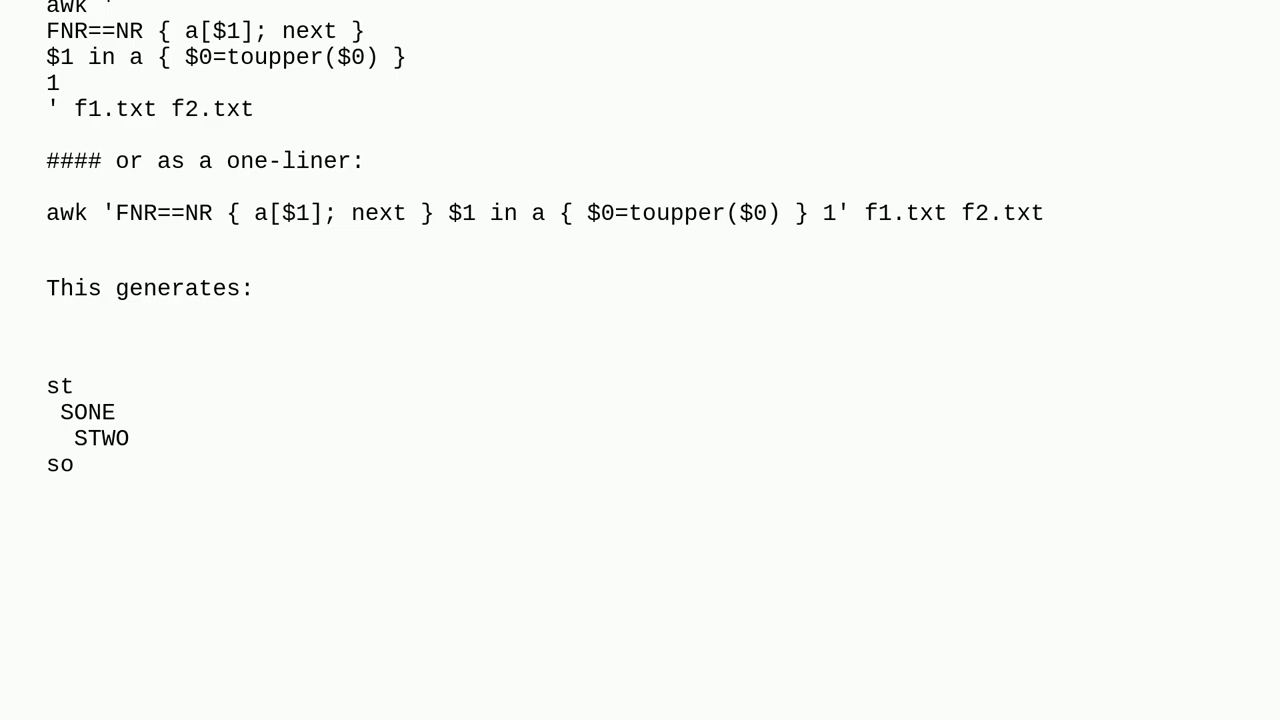 awk '
FNR==NR { a[$1]; next }
$1 in a { $0=toupper($0) }
1
' f1.txt f2.txt
#### or as a one-liner:
awk 'FNR==NR { a[$1]; next } $1 in a { $0=toupper($0) } 1' f1.txt f2.txt
This generates:
st
 SONE
  STWO
so